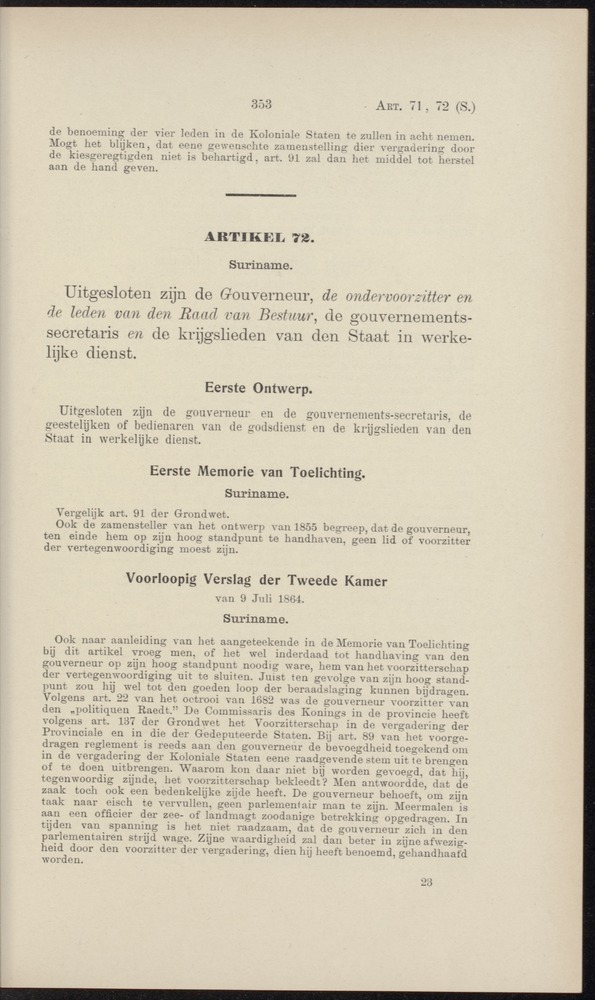 353
ART. 71, 72 (S.)
de benoeming der vier leden in de Koloniale Staten te zullen in acht nemen.
Mogt het blijken, dat eene gewenschte zamenstelling dier vergadering door
de kiesgeregtigden niet is behartigd, art. 91 zal dan het middel tot herstel
aan de hand geven.
ARTIKEL 72.
Suriname.
Uitgesloten zijn de Gouverneur, de ondervoorzitter en
de leden van den Raad van Bestuur, de gouvernements-
secretaris en de krijgslieden van den Staat in werke-
lijke dienst.
Eerste Ontwerp.
Uitgesloten zijn de gouverneur en de gouvernements-secretaris, de
geestelijken of bedienaren van de godsdienst en de krijgslieden van den
Staat in werkelijke dienst.
Eerste Memorie van Toelichting.
Suriname.
Vergelijk art. 91 der Grondwet.
Ook de zamensteller van het ontwerp van 1855 begreep, dat de gouverneur,
ten einde hem op zijn hoog standpunt te handhaven, geen lid of voorzitter
der vertegenwoordiging moest zijn.
Voorloopig Verslag der Tweede Kamer
van 9 Juli 1864.
Suriname.
Ook naar aanleiding van het aangeteekende in de Memorie van Toelichting
bij dit artikel vroeg men, of het wel inderdaad tot handhaving van den
gouverneur op zijn hoog standpunt noodig ware, hem van het voorzitterschap
der vertegenwoordiging uit te sluiten. Juist ten gevolge van zijn hoog stand-
punt zou hij wel tot den goeden loop der beraadslaging kunnen bijdragen.
Volgens art. 22 van het octrooi van 1682 was de gouverneur voorzitter van
den „politiquen Raedt." De Commissaris des Konings in de provincie heeft
volgens art. 137 der Grondwet het Voorzitterschap in de vergadering der
Provinciale en in die der Gedeputeerde Staten. Bij art. 89 van het voorge-
dragen reglement is reeds aan den gouverneur de bevoegdheid toegekend om
in de vergadering der Koloniale Staten eene raadgevende stem uit te brengen
of te doen uitbrengen. Waarom kon daar niet bij worden gevoegd, dat hij,
tegenwoordig zijnde, het voorzitterschap bekleedt? Men antwoordde, dat de
zaak toch ook een bedenkelijke zijde heeft. De gouverneur behoeft, om zijn
taak naar eisch te vervullen, geen parlementair man te zijn. Meermalen is
aan een officier der zee- of landmagt zoodanige betrekking opgedragen. In
tijden van spanning is het niet raadzaam, dat de gouverneur zich in den
parlementairen strijd wage. Zijne waardigheid zal dan beter in zijne afwezig-
heid door den voorzitter der vergadering, dien hij heeft benoemd, gehandhaafd
worden.
23